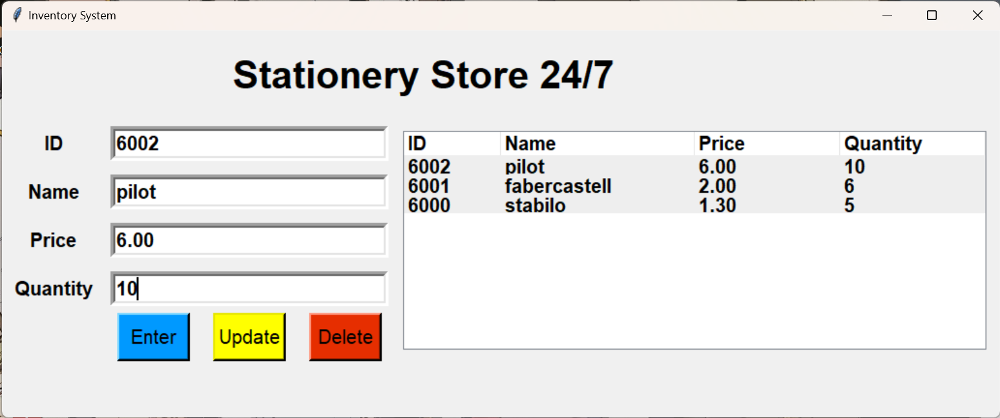 Inventory System
Stationery Store 24/7
ID 6002
Name pilot
Price 6.00
Quantity 10
Enter Update Delete
ID Name Price Quantity
6002 pilot 6.00 10
6001 fabercastell 2.00 6
6000 stabilo 1.30 5